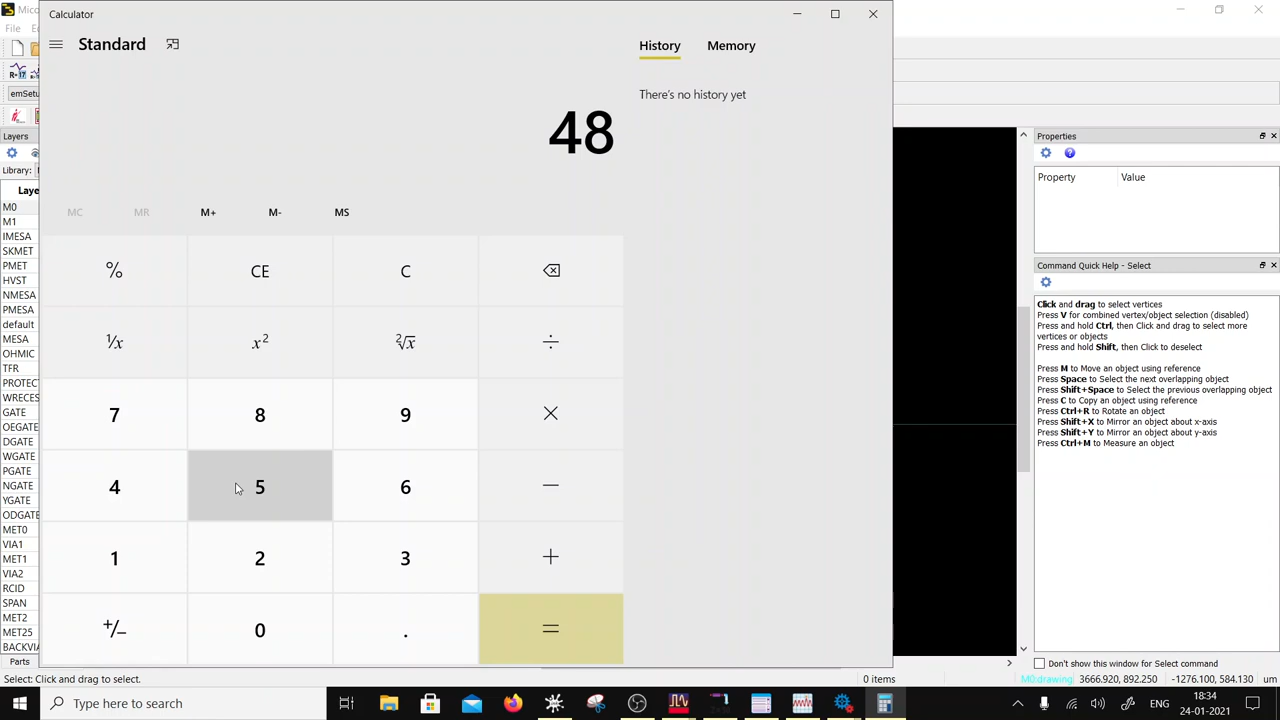 Calculator
Standard
History
Memory
There's no history yet
48
MC
MR
M+
M-
MS
%
CE
C
7
8
9
×
÷
4
5
6
−
1
2
3
+
+/−
0
.
=
File
R=17
emSetu
Layers
Library:
Laye
M0
M1
IMESA
SKMET
PMET
HVST
NMESA
PMESA
default
MESA
OHMIC
TFR
PROTEC
WRECES
GATE
OEGATE
DGATE
WGATE
PGATE
NGATE
YGATE
ODGATE
MET0
VIA1
MET1
VIA2
RCID
SPAN
MET2
MET25
BACKVIA
Parts
Properties
Property
Value
Command Quick Help - Select
Click and drag to select vertices
Press V for combined vertex/object selection (disabled)
Press and hold Ctrl, then Click and drag to select more
vertices or objects
Press and hold Shift, then Click to deselect
Press M to Move an object using reference
Press Space to Select the next overlapping object
Press Shift+Space to Select the previous overlapping object
Press C to Copy an object using reference
Press Ctrl+R to Rotate an object
Press Shift+X to Mirror an object about x-axis
Press Shift+Y to Mirror an object about y-axis
Press Ctrl+M to Measure an object
Don't show this window for Select command
Select: Click and drag to select.
0 items
M0:drawing
3666.920, 892.250
-1276.100, 584.130
um
Type here to search
ENG
18:34
24-01-2021